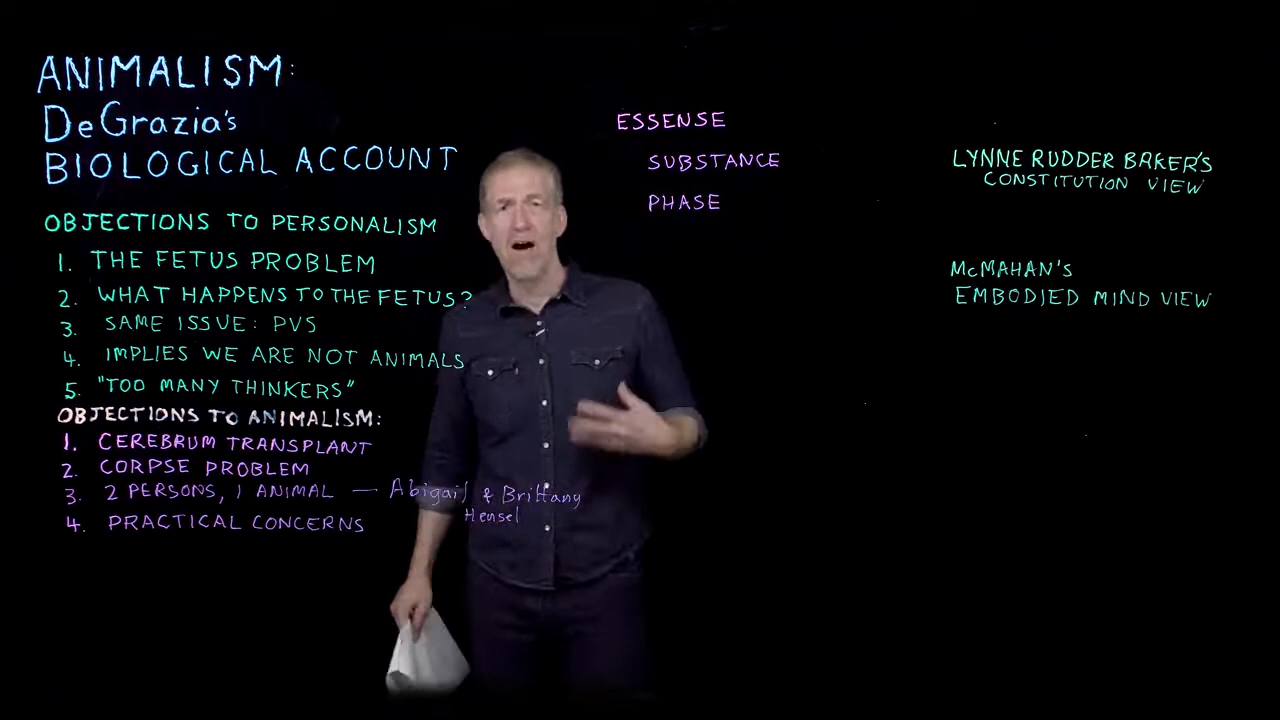 ANIMALISM:
DeGrazia's
BIOLOGICAL ACCOUNT
OBJECTIONS TO PERSONALISM
1. THE FETUS PROBLEM
2. WHAT HAPPENS TO THE FETUS?
3. SAME ISSUE: PVS
4. IMPLIES WE ARE NOT ANIMALS
5. "TOO MANY THINKERS"
OBJECTIONS TO ANIMALISM:
1. CEREBRUM TRANSPLANT
2. CORPSE PROBLEM
3. 2 PERSONS, 1 ANIMAL — Abigail & Brittany
Hensel
4. PRACTICAL CONCERNS
ESSENSE
SUBSTANCE
PHASE
LYNNE RUDDER BAKER'S
CONSTITUTION VIEW
McMAHAN'S
EMBODIED MIND VIEW